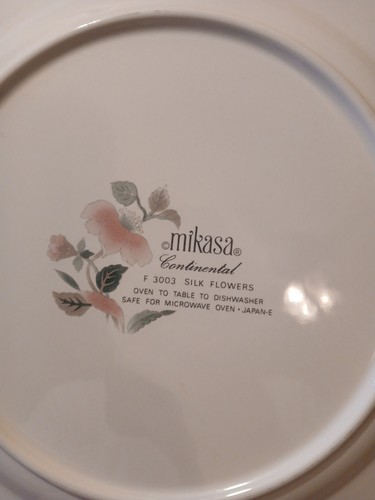 ©mikasa®
Continental
F 3003 SILK FLOWERS
OVEN TO TABLE TO DISHWASHER
SAFE FOR MICROWAVE OVEN • JAPAN-E